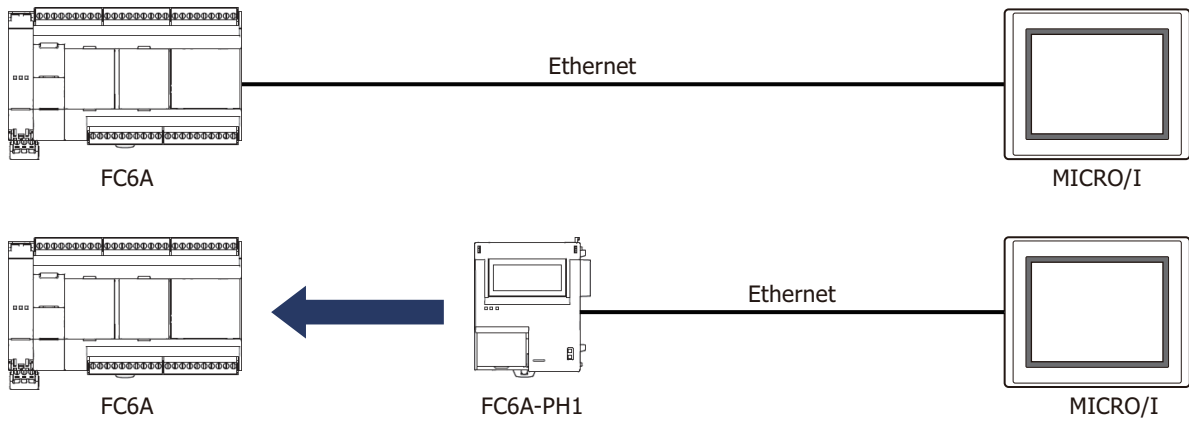 Ethernet
FC6A
MICRO/I
Ethernet
FC6A
FC6A-PH1
MICRO/I